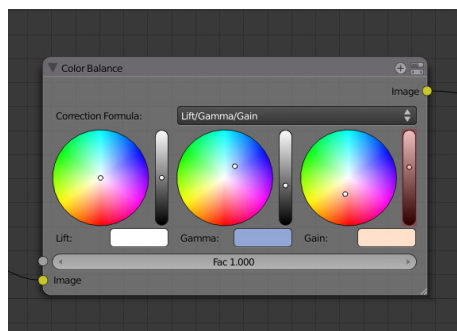 Color Balance
Image
Correction Formula: Lift/Gamma/Gain
Lift: Gamma: Gain:
Fac 1.000
Image